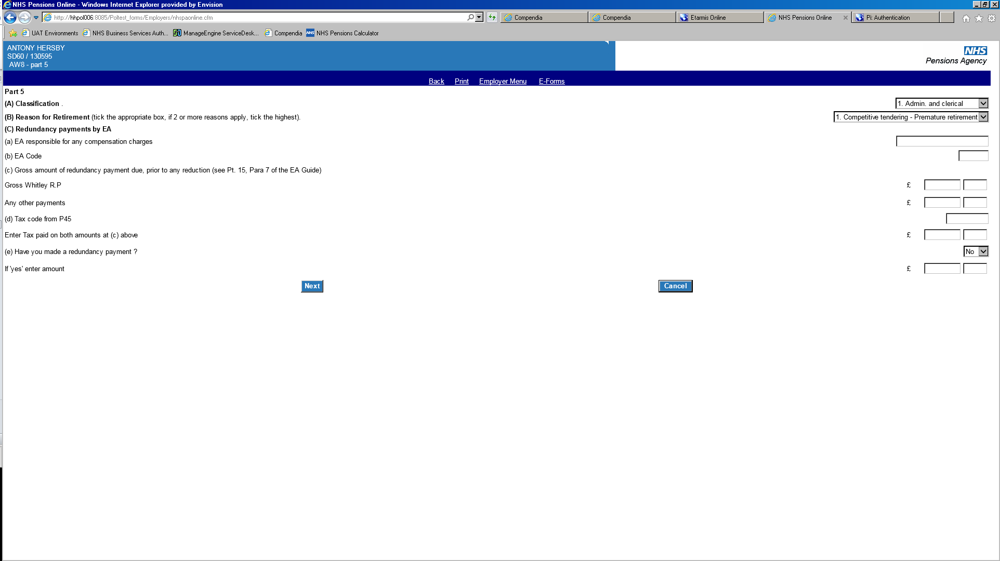 NHS Pensions Online - Windows Internet Explorer provided by Envision
http://hhpol006:8085/Poltest_forms/Employers/nhspaonline.cfm
Compendia
Compendia
Etarmis Online
NHS Pensions Online
Pi: Authentication
UAT Environments
NHS Business Services Auth...
ManageEngine ServiceDesk...
Compendia
NHS
NHS Pensions Calculator
ANTONY HERSBY
SD60 / 130595
AW8 - part 5
NHS
Pensions Agency
Back Print Employer Menu E-Forms
Part 5
(A) Classification .
1. Admin. and clerical
(B) Reason for Retirement (tick the appropriate box, if 2 or more reasons apply, tick the highest).
1. Competitive tendering - Premature retirement
(C) Redundancy payments by EA
(a) EA responsible for any compensation charges
(b) EA Code
(c) Gross amount of redundancy payment due, prior to any reduction (see Pt. 15, Para 7 of the EA Guide)
Gross Whitley R.P £
Any other payments £
(d) Tax code from P45
Enter Tax paid on both amounts at (c) above £
(e) Have you made a redundancy payment ? No
If 'yes' enter amount £
Next Cancel